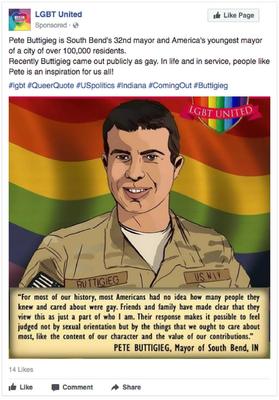 LGBT United
Sponsored ·
Like Page
Pete Buttigieg is South Bend's 32nd mayor and America's youngest mayor
of a city of over 100,000 residents.
Recently Buttigieg came out publicly as gay. In life and in service, people like
Pete is an inspiration for us all!
#lgbt #QueerQuote #USpolitics #Indiana #ComingOut #Buttigieg
LGBT UNITED
BUTTIGIEG
U.S. NAVY
"For most of our history, most Americans had no idea how many people they
knew and cared about were gay. Friends and family have made clear that they
view this as just a part of who I am. Their response makes it possible to feel
judged not by sexual orientation but by the things that we ought to care about
most, like the content of our character and the value of our contributions."
PETE BUTTIGIEG, Mayor of South Bend, IN
14 Likes
Like
Comment
Share